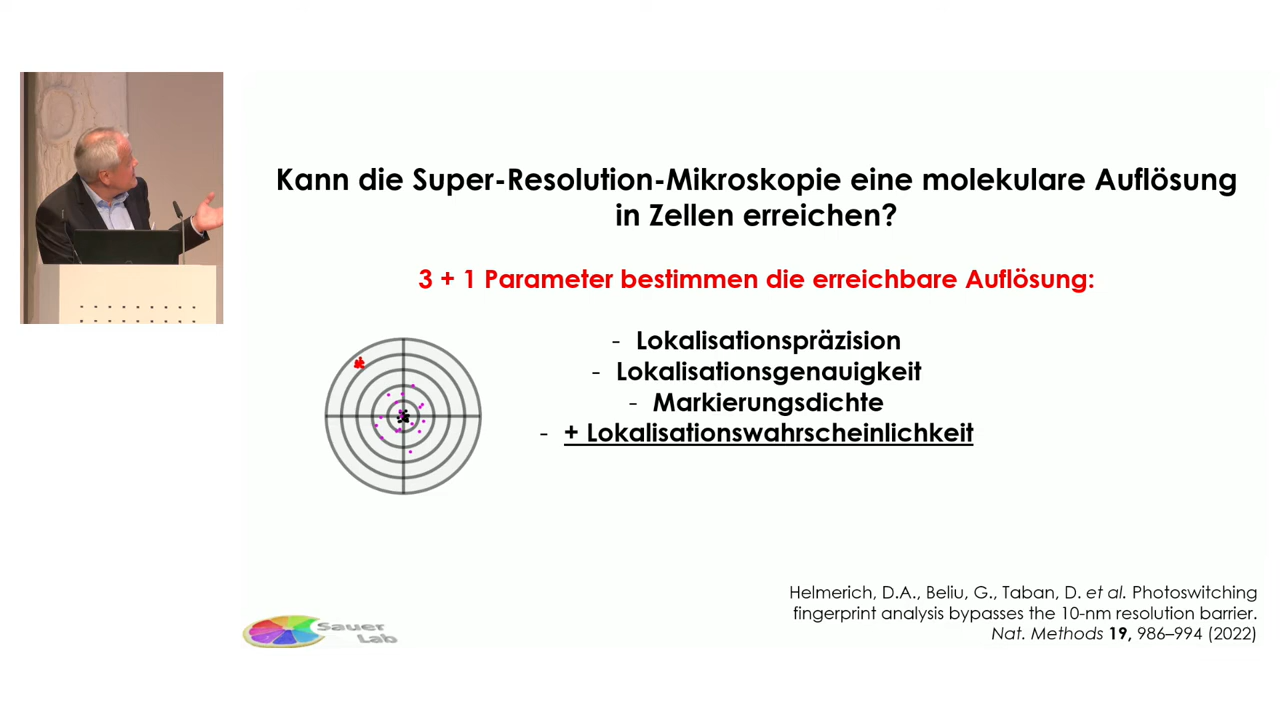 Kann die Super-Resolution-Mikroskopie eine molekulare Auflösung
in Zellen erreichen?
3 + 1 Parameter bestimmen die erreichbare Auflösung:
- Lokalisationspräzision
- Lokalisationsgenauigkeit
- Markierungsdichte
- + Lokalisationswahrscheinlichkeit
Helmerich, D.A., Beliu, G., Taban, D. et al. Photoswitching
fingerprint analysis bypasses the 10-nm resolution barrier.
Nat. Methods 19, 986–994 (2022)
Sauer
Lab